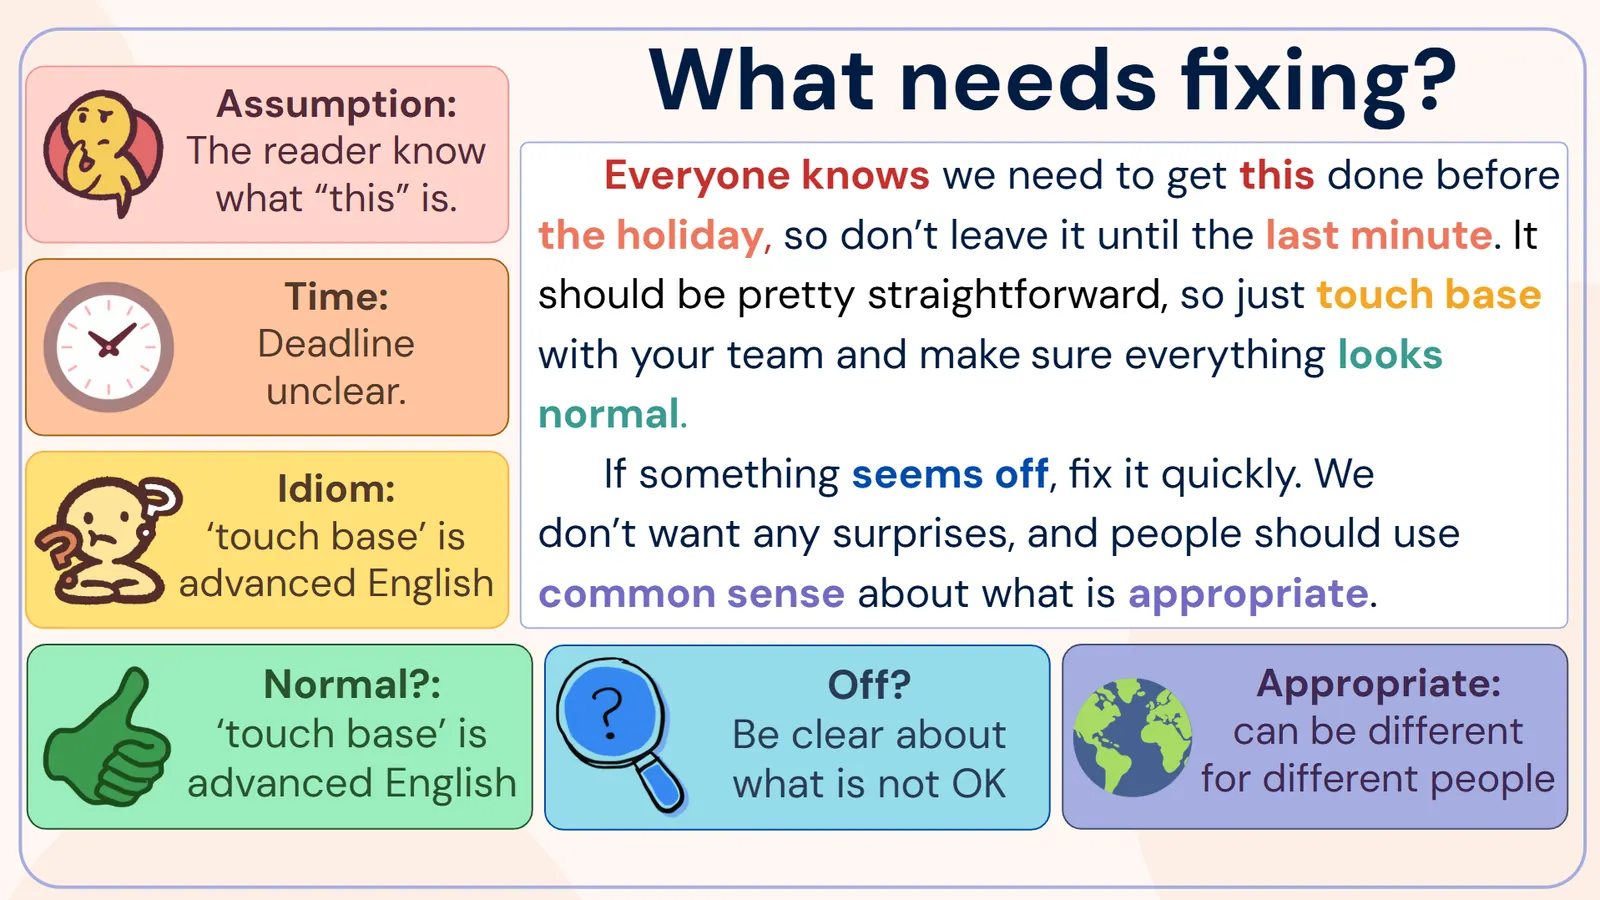 What needs fixing?
Assumption:
The reader know
what “this” is.
Time:
Deadline
unclear.
Idiom:
‘touch base’ is
advanced English
Everyone knows we need to get this done before
the holiday, so don’t leave it until the last minute. It
should be pretty straightforward, so just touch base
with your team and make sure everything looks
normal.
If something seems off, fix it quickly. We
don’t want any surprises, and people should use
common sense about what is appropriate.
Normal?:
‘touch base’ is
advanced English
Off?
Be clear about
what is not OK
Appropriate:
can be different
for different people